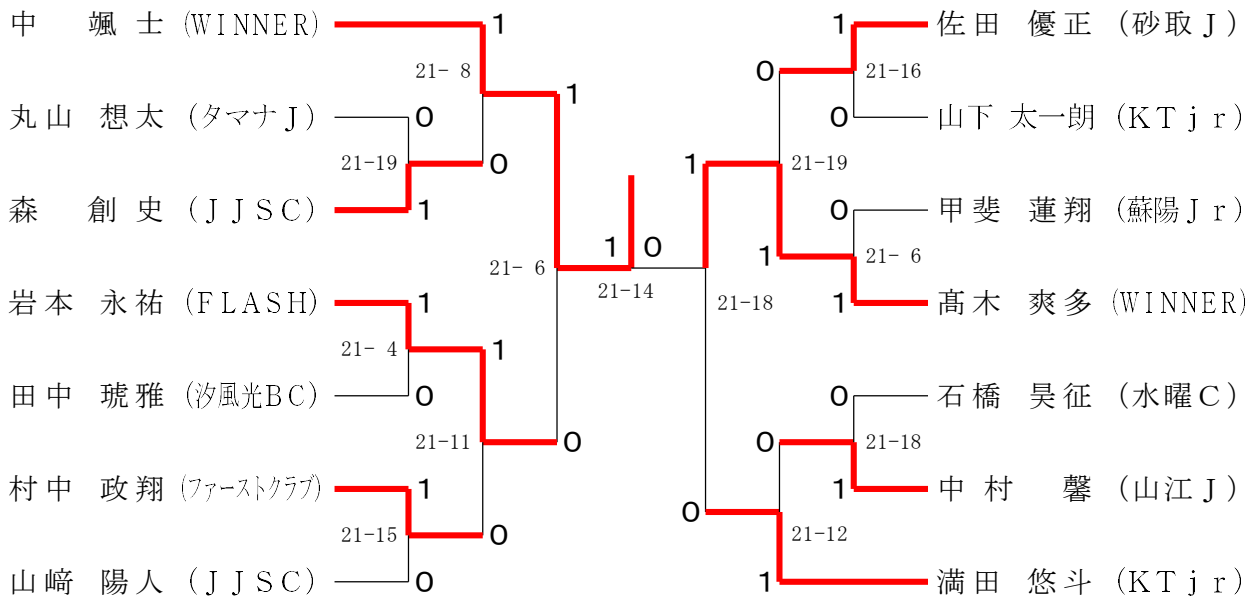 中 颯士 (WINNER) 1
21- 8
丸山 想太 (タマナJ) 0
1
21-19
0
森 創史 (JJSC) 1
21- 6
岩本 永祐 (FLASH) 1
21- 4
1
田中 琥雅 (汐風光BC) 0
21-11
0
村中 政翔 (ファーストクラブ) 1
21-15
0
山﨑 陽人 (JJSC) 0
1 0
21-14
1 佐田 優正 (砂取J)
0
21-16
0 山下 太一朗 (KTjr)
1
21-19
0 甲斐 蓮翔 (蘇陽Jr)
1
21- 6
1 髙木 爽多 (WINNER)
21-18
0 石橋 昊征 (水曜C)
0
21-18
1 中村 馨 (山江J)
0
21-12
1 満田 悠斗 (KTjr)